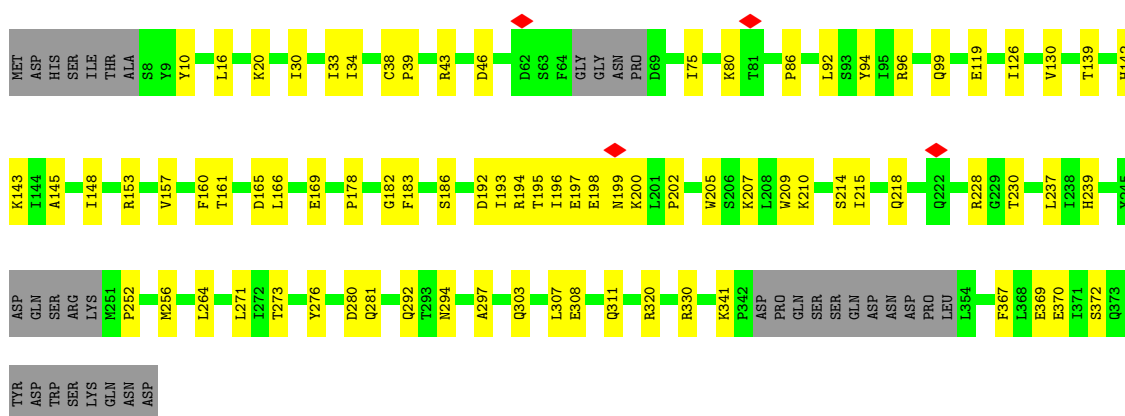 MET ASP HIS SER ILE THR ALA S8 Y9 Y10 L16 K20 I30 I33 I34 C38 P39 R43 D46 D62 S63 F64 GLY GLY ASN PRO D69 I75 K80 T81 P86 L92 S93 Y94 I95 R96 Q99 E119 I126 V130 T139
K143 I144 A145 I148 R153 V157 F160 T161 D165 L166 E169 P178 G182 F183 S186 D192 I193 R194 T195 I196 E197 E198 N199 K200 L201 P202 W205 S206 K207 L208 W209 K210 S214 I215 Q218 Q222 R228 G229 T230 L237 I238 H239
ASP GLN SER ARG LYS M251 P252 M256 L264 L271 I272 T273 Y276 D280 Q281 Q292 T293 N294 A297 Q303 L307 E308 Q311 R320 R330 K341 P342 ASP PRO GLN SER SER GLN ASP ASN ASP PRO LEU L354 F367 L368 E369 E370 I371 S372 Q373
TYR ASP TRP SER LYS GLN ASN ASP